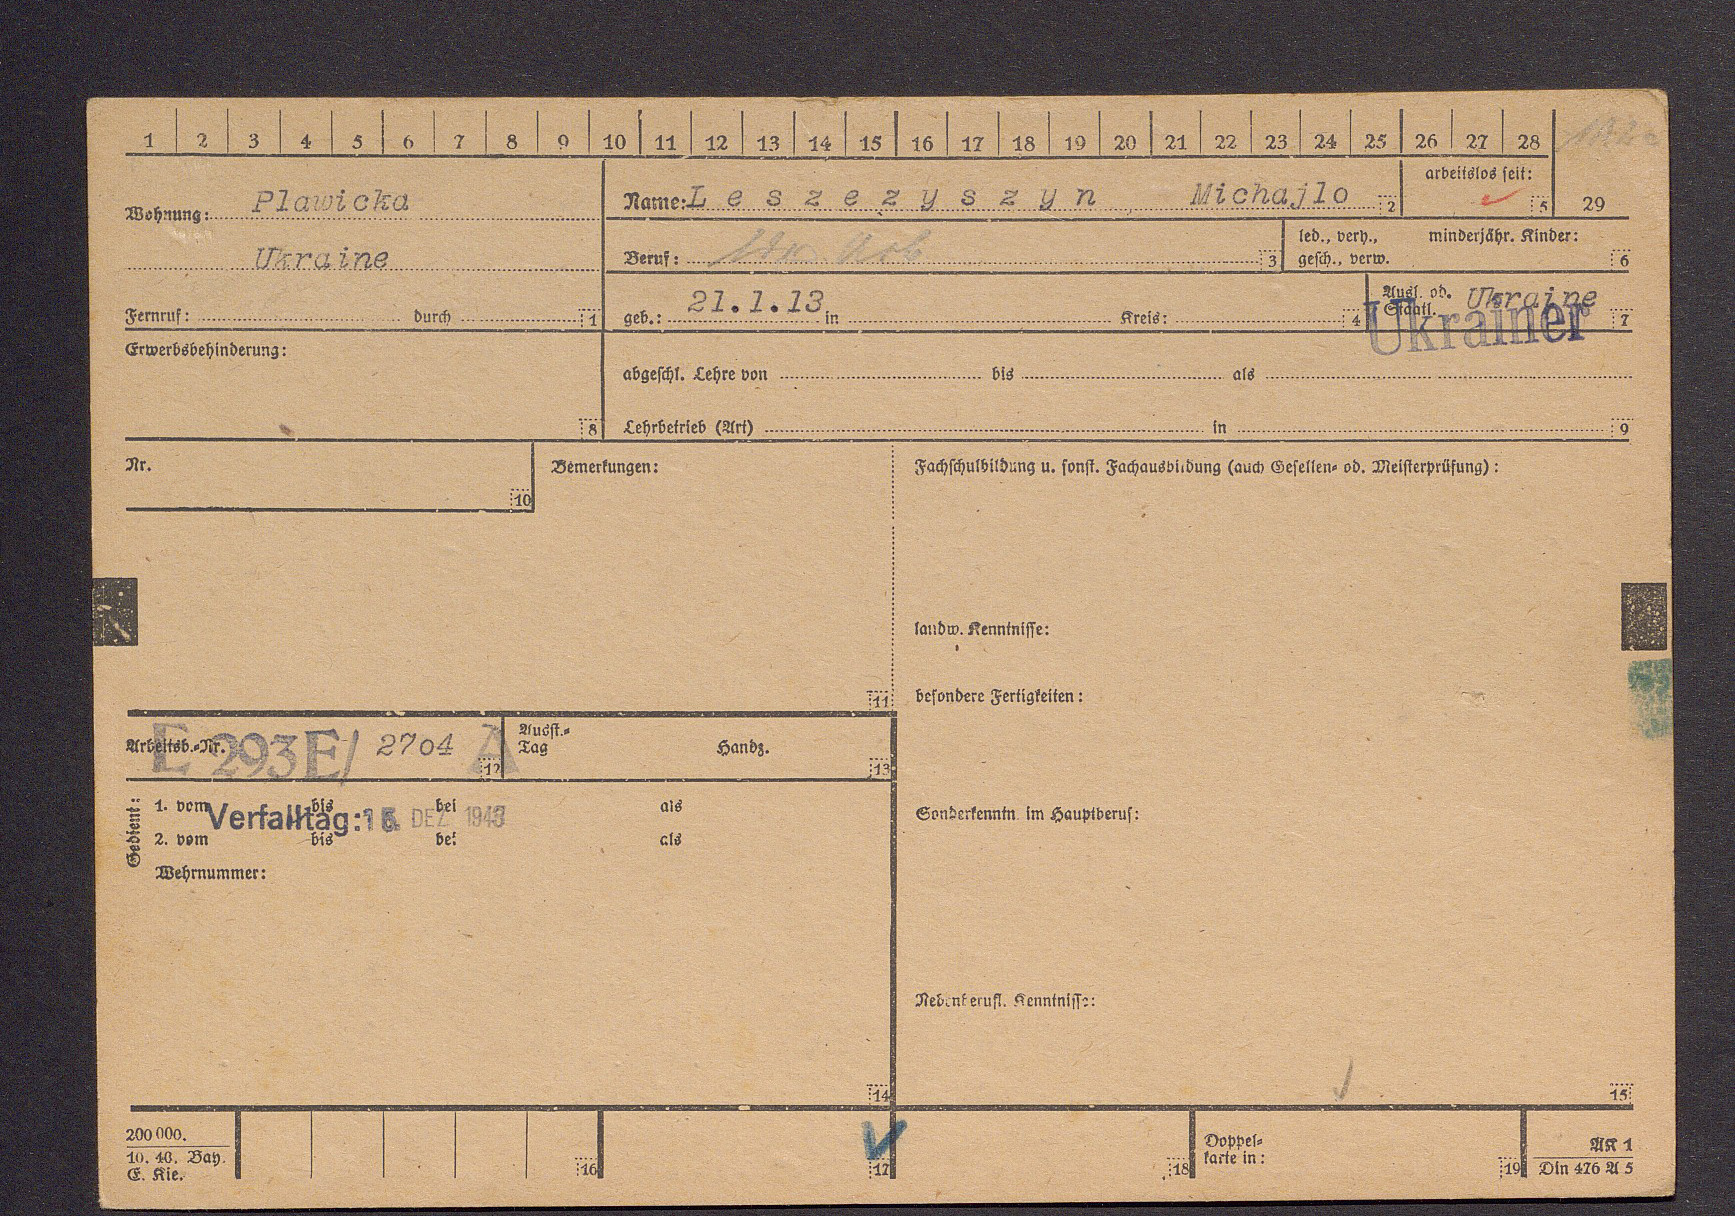 1 2 3 4 5 6 7 8 9 10 11 12 13 14 15 16 17 18 19 20 21 22 23 24 25 26 27 28
Wohnung: Plawicka
Ukraine
Fernruf: durch 1
Name: Leszezyszyn Michajlo 2
arbeitslos seit: 5
29
Beruf: 3
led., verh., minderjähr. Kinder:
gesch., verw. 6
geb.: 21.1.13 in Kreis: 4
Ausl. od. Ukraine
Staatl. 7
Ukrainer
Erwerbsbehinderung:
8
abgeschl. Lehre von bis als
Lehrbetrieb (Art) in 9
Nr.
10
Bemerkungen:
11
Fachschulbildung u. sonst. Fachausbildung (auch Gesellen- od. Meisterprüfung):
landw. Kenntnisse:
besondere Fertigkeiten:
Arbeitsb.-Nr. E 293E/ 2704 A
12
Ausst.-
Tag Handz.
13
Gedient:
1. vom bis bei als
Verfalltag: DEZ. 1943
2. vom bis bei als
Wehrnummer:
14
Sonderkenntn. im Hauptberuf:
Nebenberufl. Kenntnisse:
15
200 000.
10. 40. Bay.
E. Kie.
16
17
18
Doppel-
karte in:
19
AK 1
Din 476 A 5